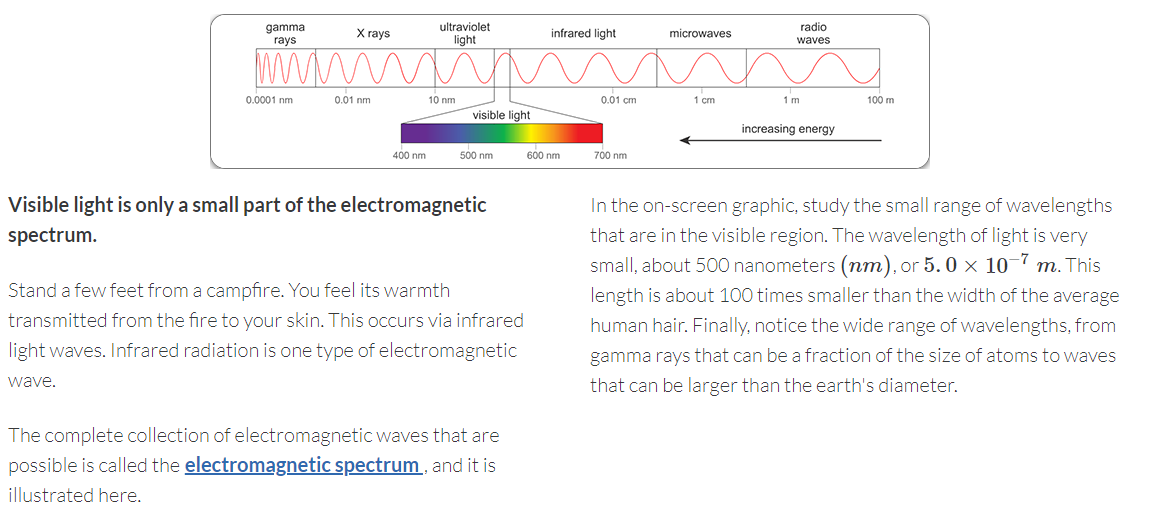 gamma rays X rays ultraviolet light infrared light microwaves radio waves
0.0001 nm 0.01 nm 10 nm 0.01 cm 1 cm 1 m 100 m
visible light
increasing energy
400 nm 500 nm 600 nm 700 nm
Visible light is only a small part of the electromagnetic
spectrum.
Stand a few feet from a campfire. You feel its warmth
transmitted from the fire to your skin. This occurs via infrared
light waves. Infrared radiation is one type of electromagnetic
wave.
The complete collection of electromagnetic waves that are
possible is called the electromagnetic spectrum , and it is
illustrated here.
In the on-screen graphic, study the small range of wavelengths
that are in the visible region. The wavelength of light is very
small, about 500 nanometers (nm), or 5.0 × 10⁻⁷ m. This
length is about 100 times smaller than the width of the average
human hair. Finally, notice the wide range of wavelengths, from
gamma rays that can be a fraction of the size of atoms to waves
that can be larger than the earth's diameter.